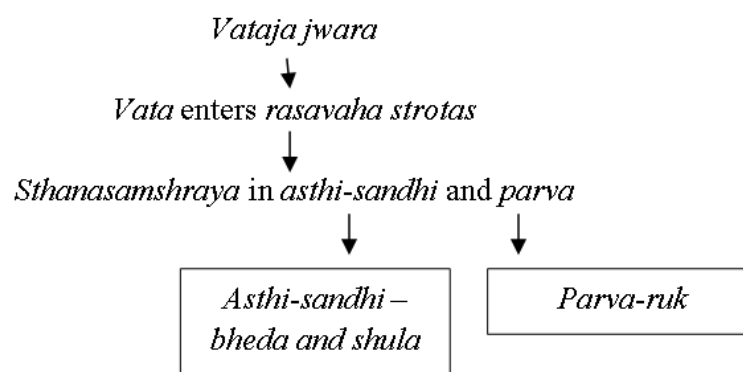 Vataja jwara
Vata enters rasavaha strotas
Sthanasamshraya in asthi-sandhi and parva
Asthi-sandhi –
bheda and shula
Parva-ruk